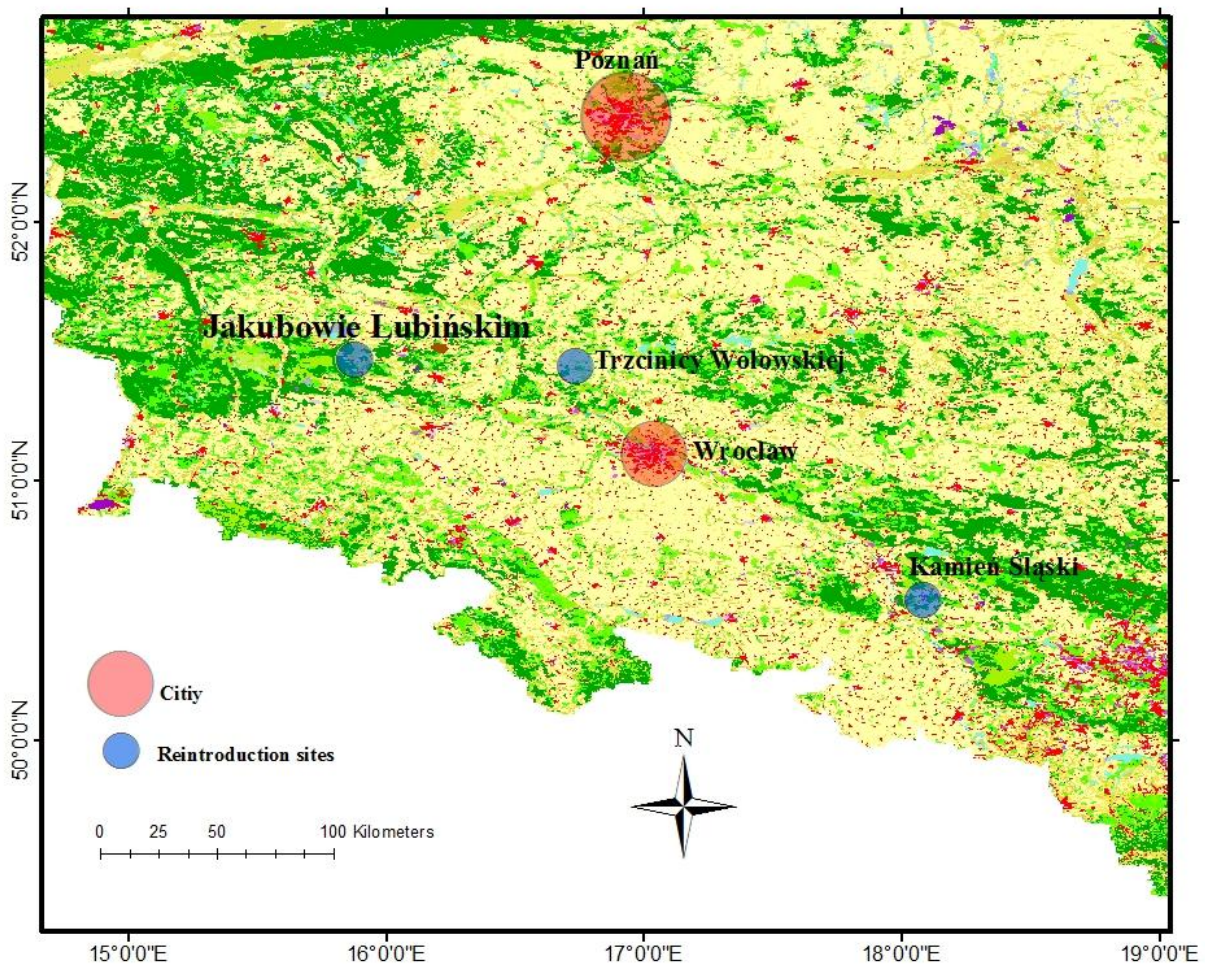 Poznań
52°0'0"N
Jakubowie Lubińskim
Trzcinicy Wołowskiej
Wrocław
51°0'0"N
Kamień Śląski
Citiy
50°0'0"N
N
Reintroduction sites
0 25 50 100 Kilometers
15°0'0"E 16°0'0"E 17°0'0"E 18°0'0"E 19°0'0"E